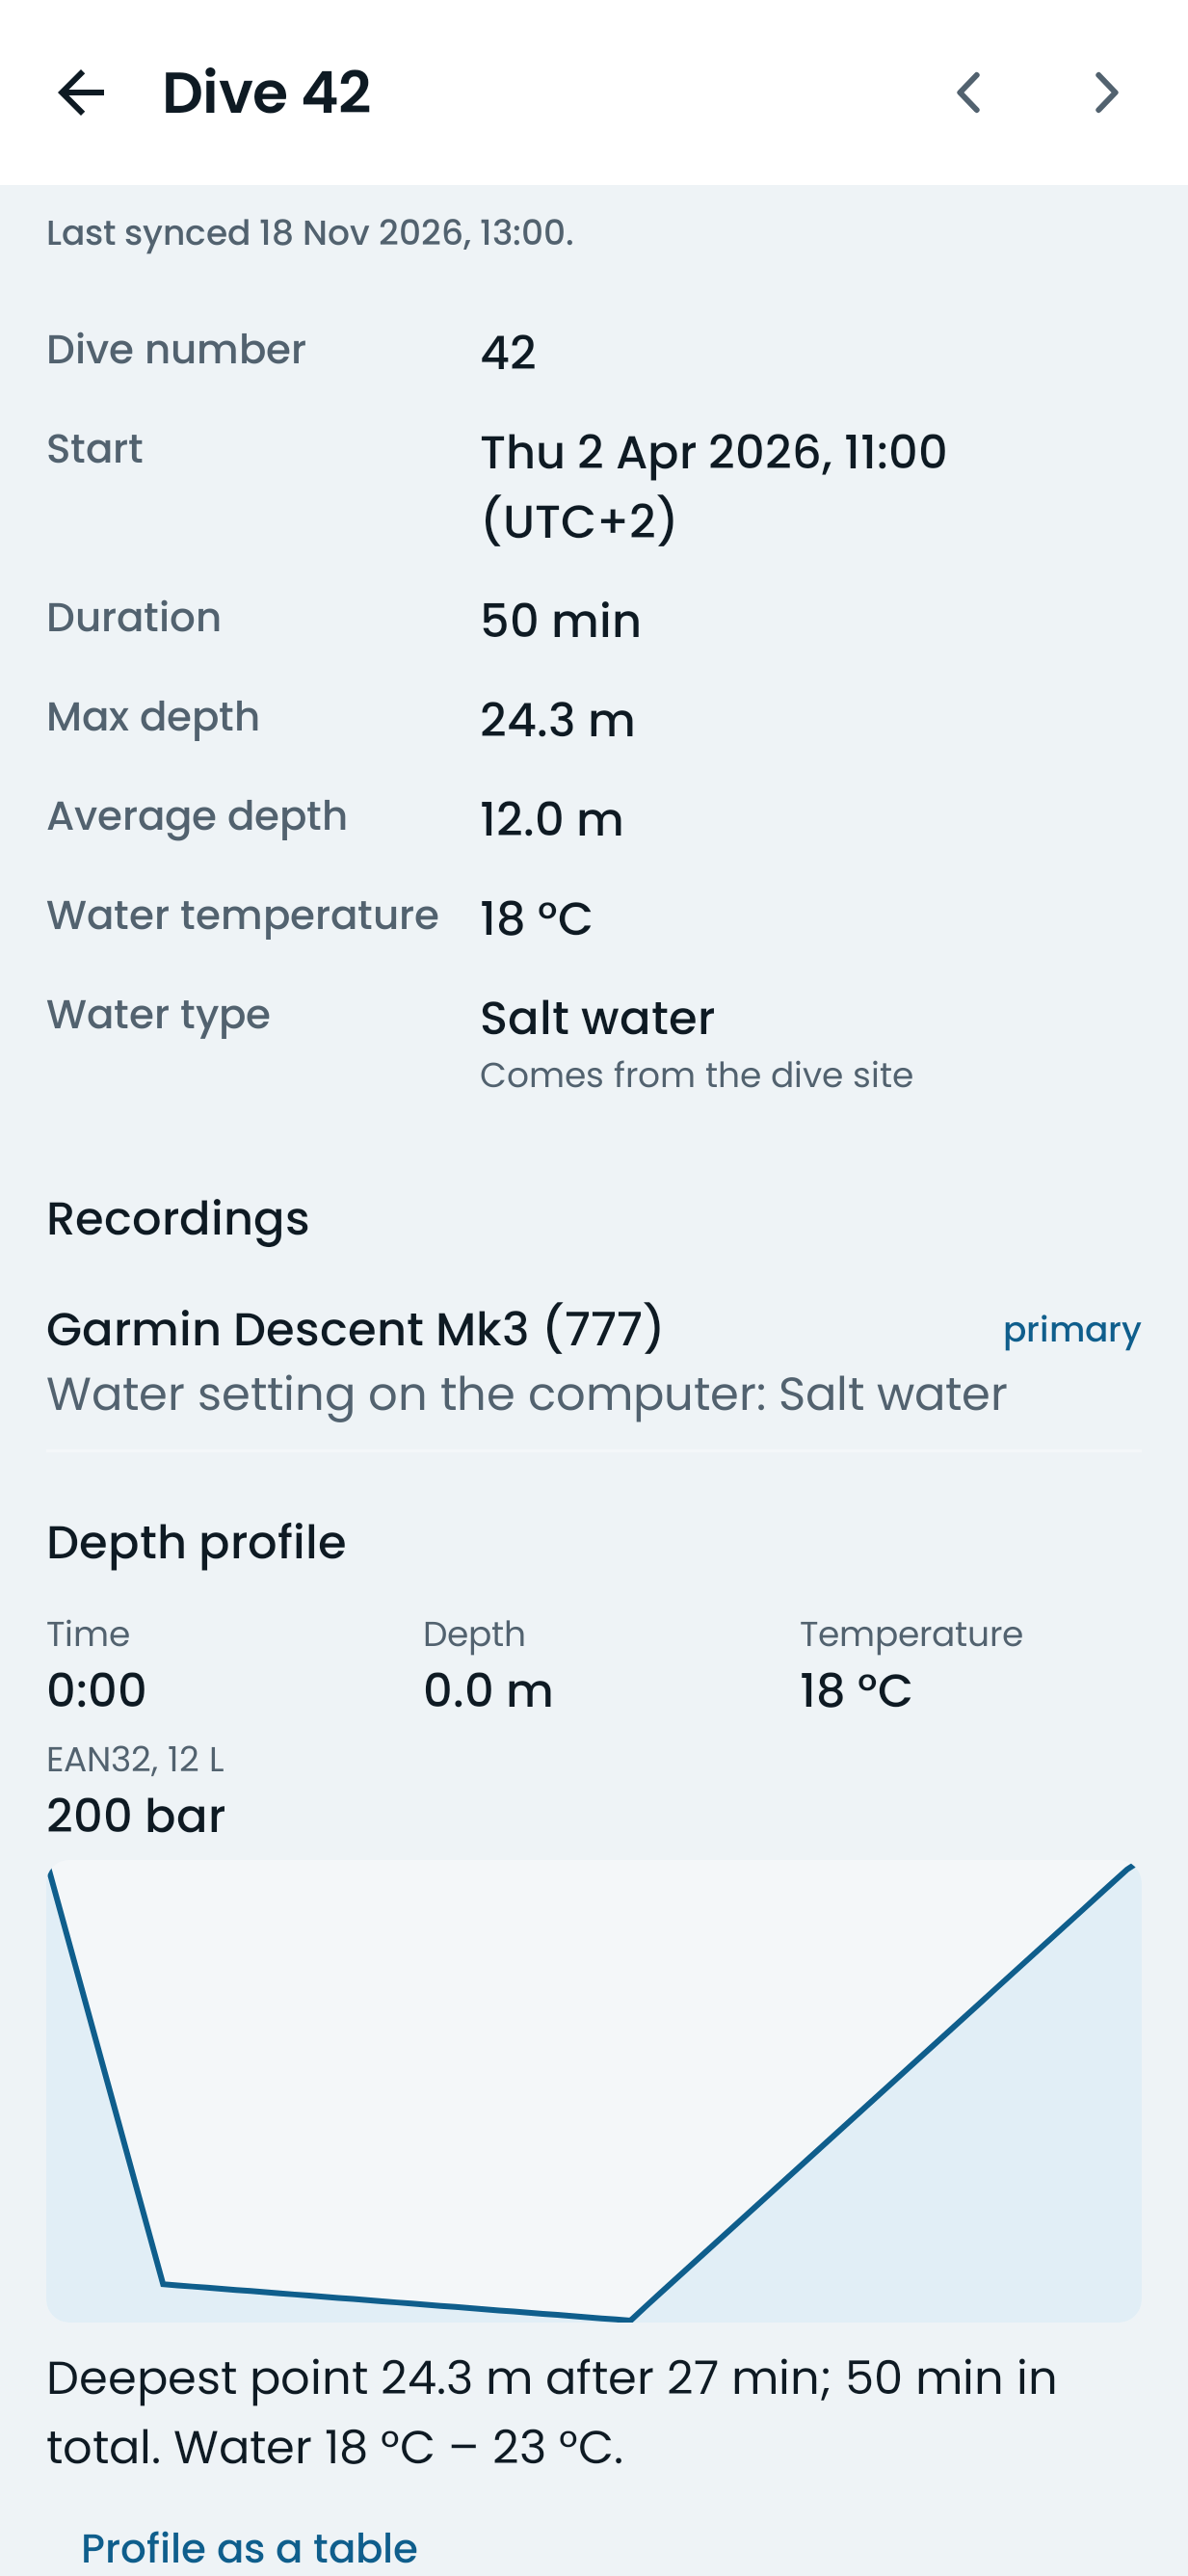 Dive 42
Last synced 18 Nov 2026, 13:00.
Dive number 42
Start Thu 2 Apr 2026, 11:00
(UTC+2)
Duration 50 min
Max depth 24.3 m
Average depth 12.0 m
Water temperature 18 °C
Water type Salt water
Comes from the dive site
Recordings
Garmin Descent Mk3 (777) primary
Water setting on the computer: Salt water
Depth profile
Time Depth Temperature
0:00 0.0 m 18 °C
EAN32, 12 L
200 bar
Deepest point 24.3 m after 27 min; 50 min in
total. Water 18 °C – 23 °C.
Profile as a table